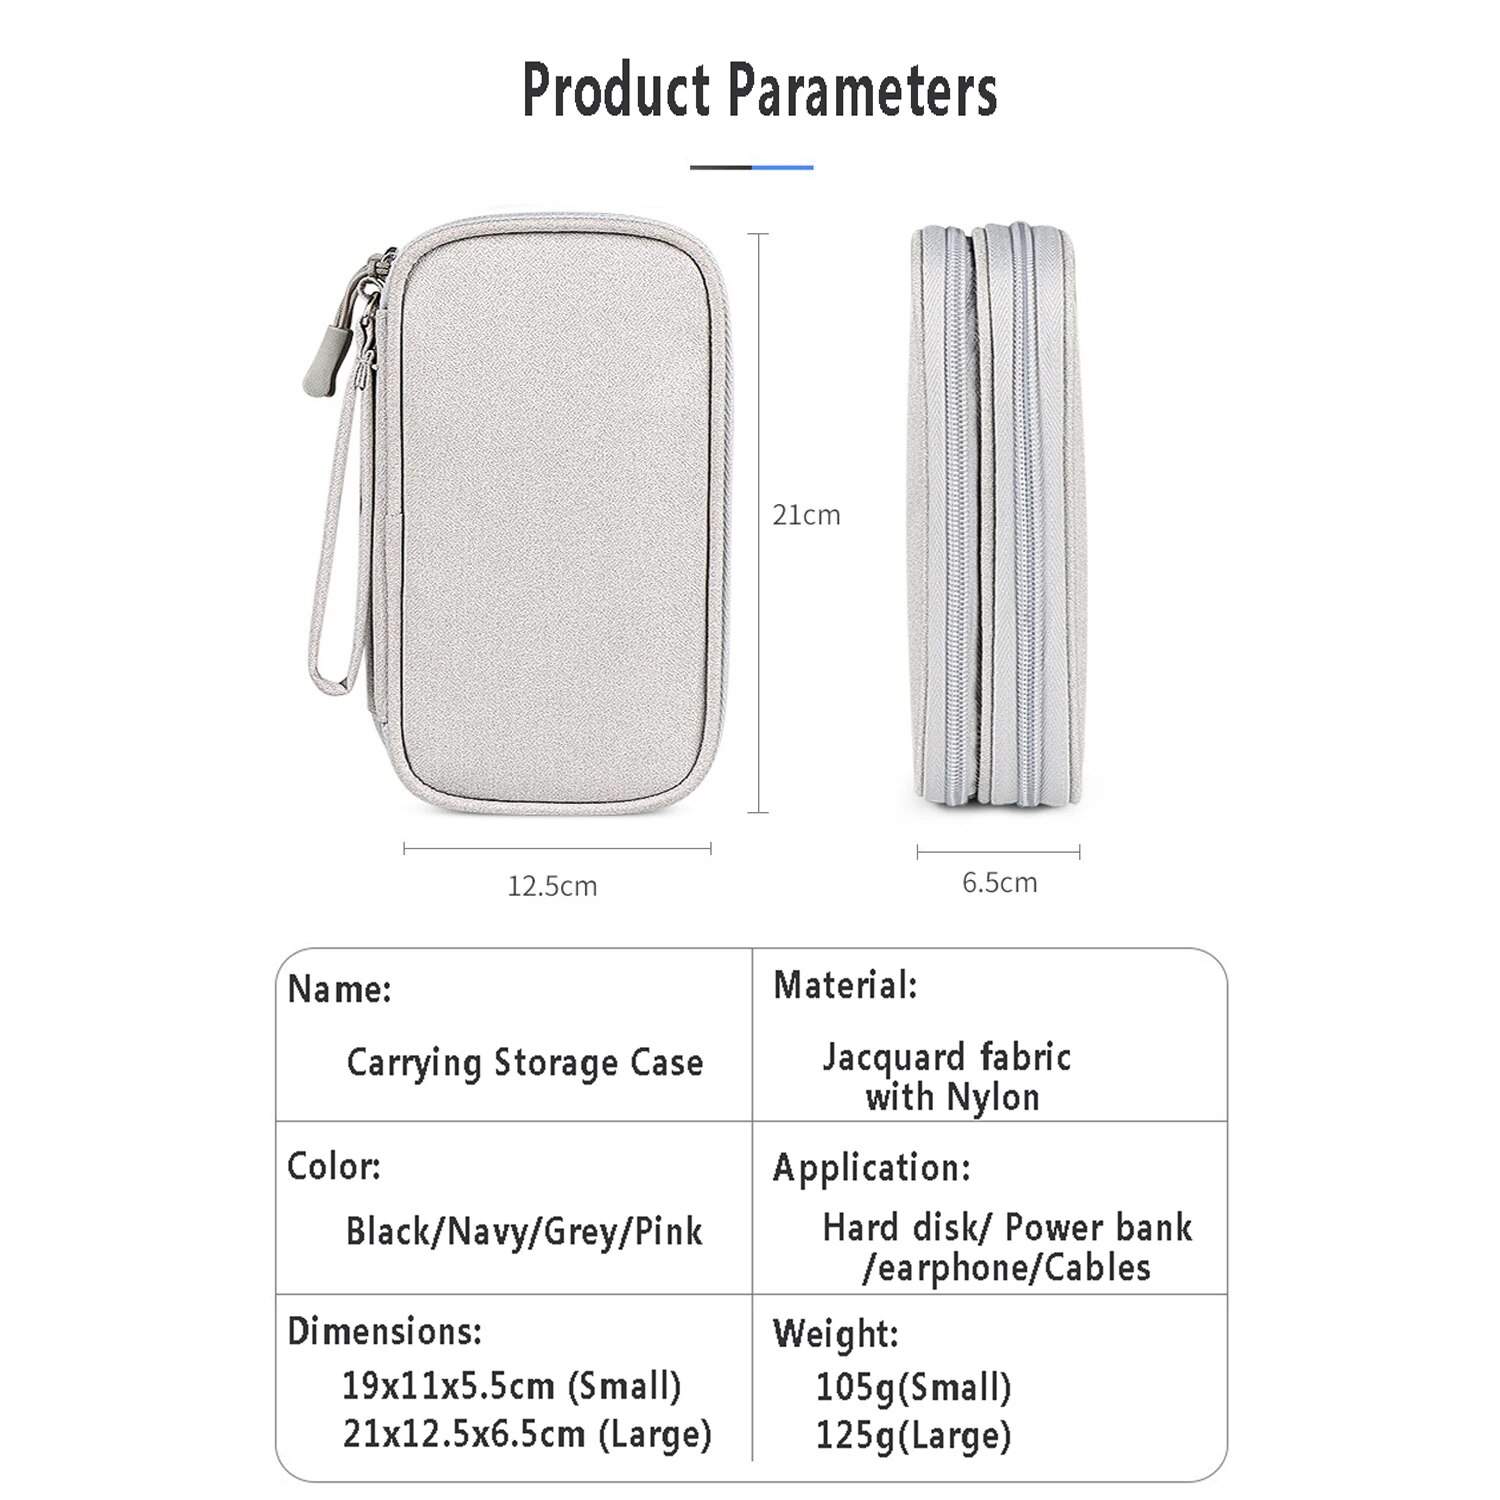 Product Parameters
21cm
12.5cm
6.5cm
Name:
Carrying Storage Case
Material:
Jacquard fabric
with Nylon
Color:
Black/Navy/Grey/Pink
Application:
Hard disk/ Power bank
/earphone/Cables
Dimensions:
19x11x5.5cm (Small)
21x12.5x6.5cm (Large)
Weight:
105g(Small)
125g(Large)